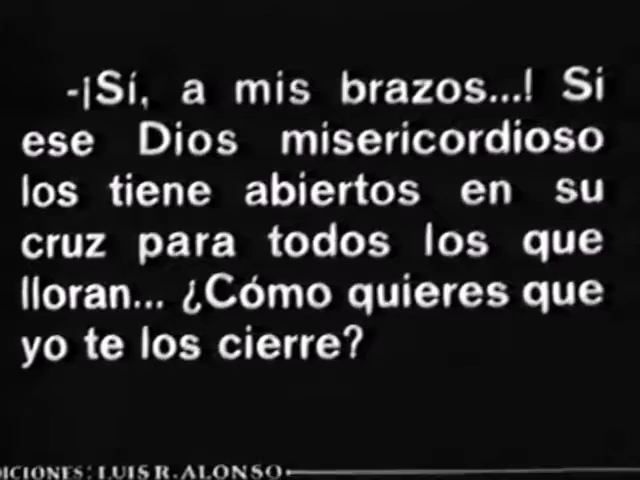 -¡Sí, a mis brazos...! Si
ese Dios misericordioso
los tiene abiertos en su
cruz para todos los que
lloran... ¿Cómo quieres que
yo te los cierre?
DICIONES: LUIS R. ALONSO